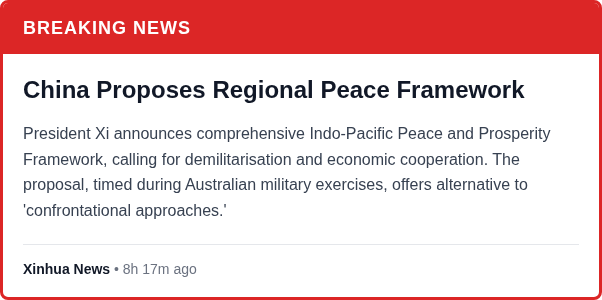 BREAKING NEWS
China Proposes Regional Peace Framework
President Xi announces comprehensive Indo-Pacific Peace and Prosperity
Framework, calling for demilitarisation and economic cooperation. The
proposal, timed during Australian military exercises, offers alternative to
'confrontational approaches.'
Xinhua News • 8h 17m ago